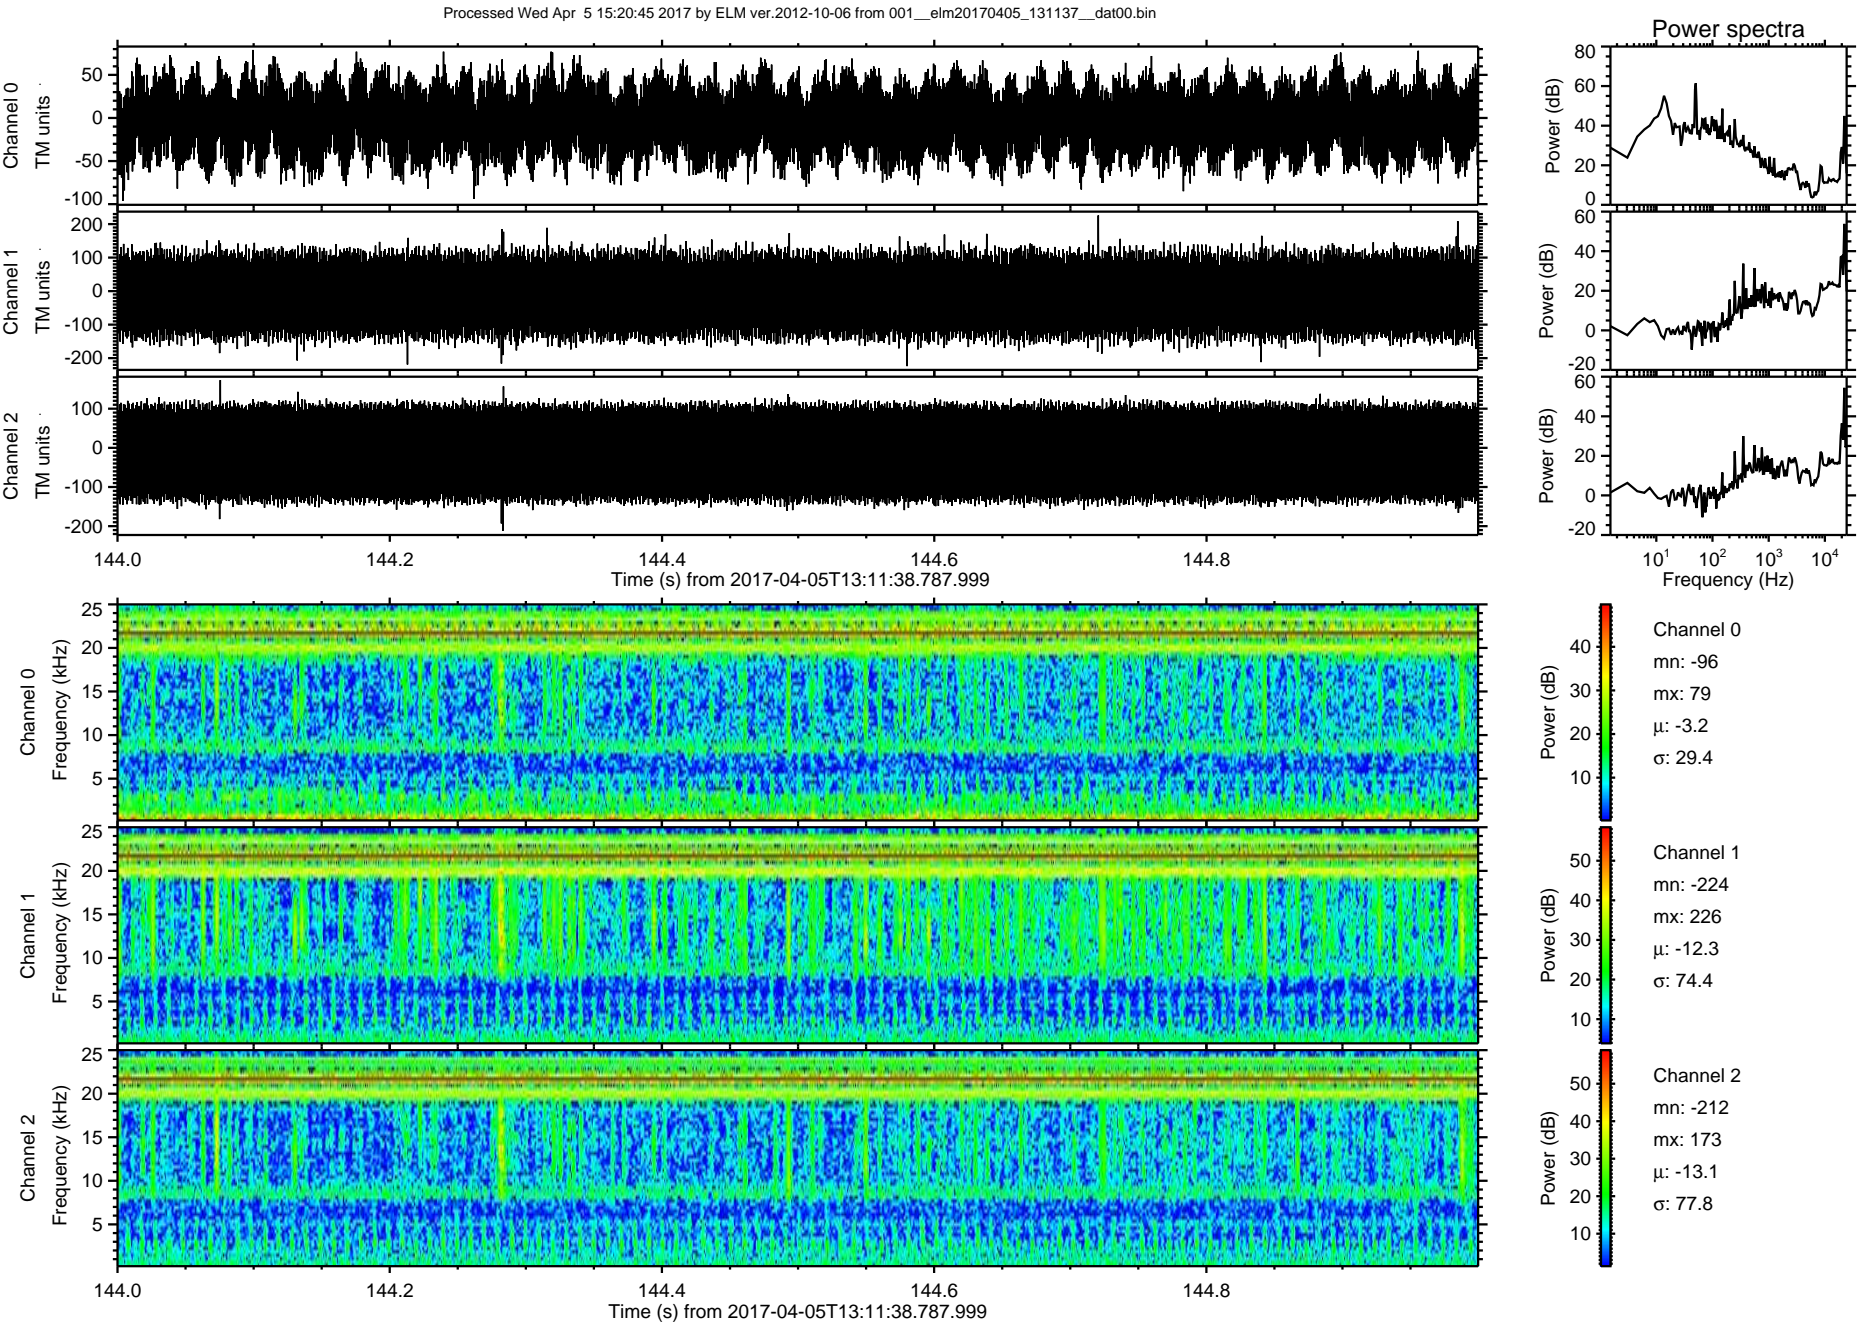 Processed Wed Apr  5 15:20:45 2017 by ELM ver.2012-10-06 from 001__elm20170405_131137__dat00.bin
Power spectra
Channel 0
TM units
50
0
-50
-100
Power (dB)
80
60
40
20
0
Channel 1
TM units
200
100
0
-100
-200
Power (dB)
60
40
20
0
-20
Channel 2
TM units
100
0
-100
-200
Power (dB)
60
40
20
0
-20
144.0 144.2 144.4 144.6 144.8
Time (s) from 2017-04-05T13:11:38.787.999
10¹ 10² 10³ 10⁴
Frequency (Hz)
Channel 0
Frequency (kHz)
25
20
15
10
5
Power (dB)
40
30
20
10
Channel 0
mn: -96
mx: 79
μ: -3.2
σ: 29.4
Channel 1
Frequency (kHz)
25
20
15
10
5
Power (dB)
50
40
30
20
10
Channel 1
mn: -224
mx: 226
μ: -12.3
σ: 74.4
Channel 2
Frequency (kHz)
25
20
15
10
5
Power (dB)
50
40
30
20
10
Channel 2
mn: -212
mx: 173
μ: -13.1
σ: 77.8
144.0 144.2 144.4 144.6 144.8
Time (s) from 2017-04-05T13:11:38.787.999